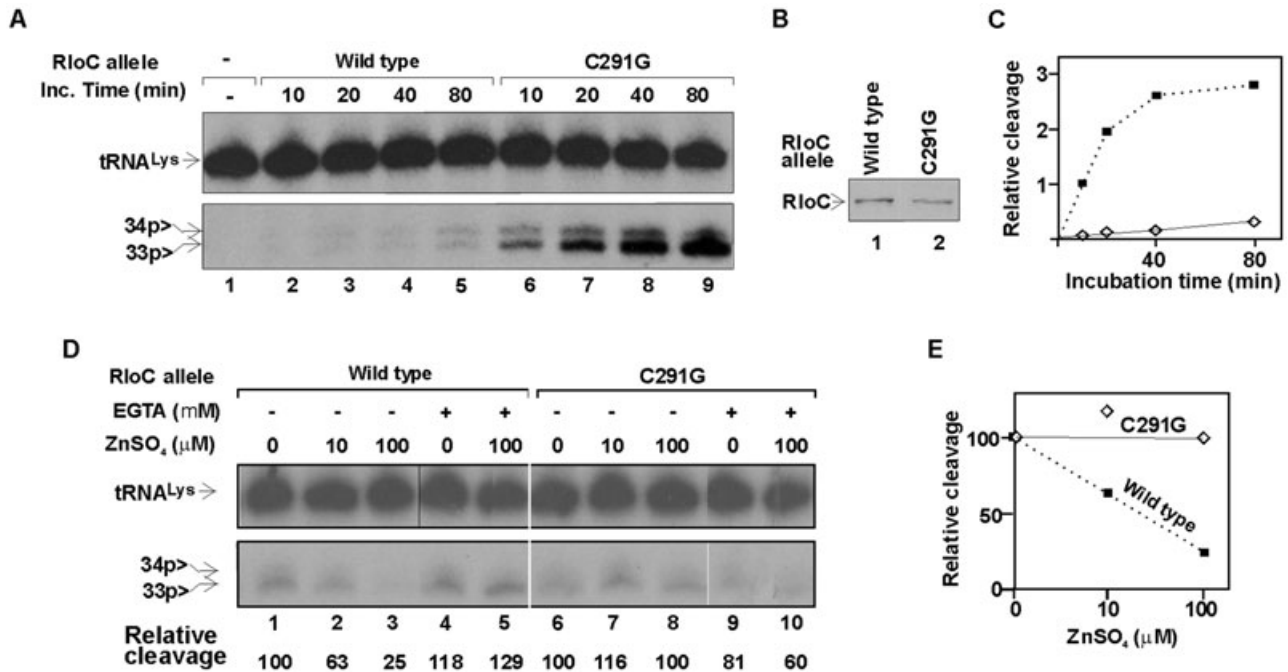 A
RloC allele
-
Wild type
C291G
Inc. Time (min)
- 10 20 40 80 10 20 40 80
tRNALys
34p>
33p>
1 2 3 4 5 6 7 8 9
B
RloC allele
Wild type
C291G
RloC
1 2
C
Relative cleavage
3
2
1
0
40 80
Incubation time (min)
D
RloC allele
Wild type
C291G
EGTA (mM) - - - + + - - - + +
ZnSO4 (μM) 0 10 100 0 100 0 10 100 0 100
tRNALys
34p>
33p>
1 2 3 4 5 6 7 8 9 10
Relative cleavage
100 63 25 118 129 100 116 100 81 60
E
Relative cleavage
100
50
0
C291G
Wild type
0 10 100
ZnSO4 (μM)